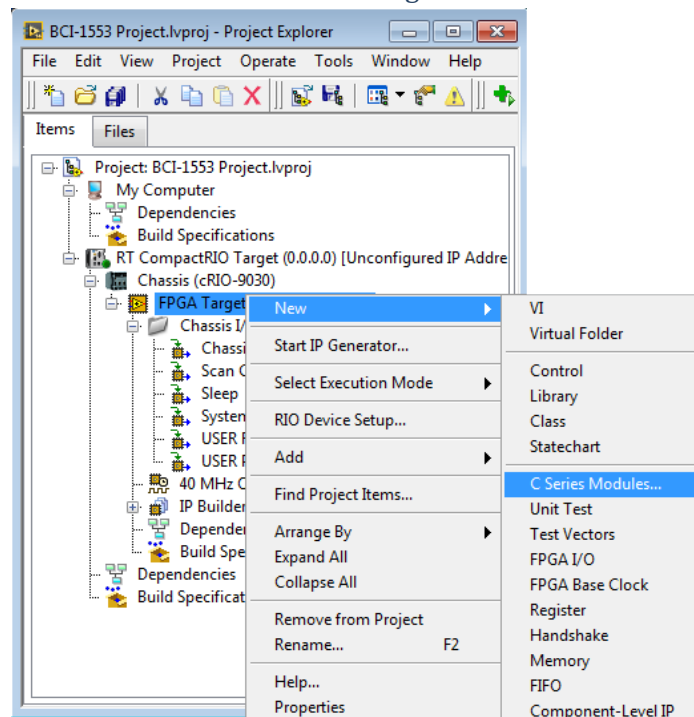 BCI-1553 Project.lvproj - Project Explorer
File Edit View Project Operate Tools Window Help
Items Files
Project: BCI-1553 Project.lvproj
My Computer
Dependencies
Build Specifications
RT CompactRIO Target (0.0.0.0) [Unconfigured IP Addre
Chassis (cRIO-9030)
FPGA Target
Chassis I/
Chassi
Scan C
Sleep
System
USER F
USER F
40 MHz C
IP Builder
Depender
Build Spe
Dependencies
Build Specificat
New
Start IP Generator...
Select Execution Mode
RIO Device Setup...
Add
Find Project Items...
Arrange By
Expand All
Collapse All
Remove from Project
Rename... F2
Help...
Properties
VI
Virtual Folder
Control
Library
Class
Statechart
C Series Modules...
Unit Test
Test Vectors
FPGA I/O
FPGA Base Clock
Register
Handshake
Memory
FIFO
Component-Level IP